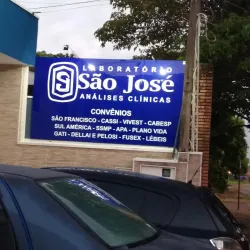 LABORATÓRIO
São José
ANÁLISES CLÍNICAS
CONVÊNIOS
SÃO FRANCISCO - CASSI - VIVEST - CABESP
SUL AMÉRICA - SSMP - APA - PLANO VIDA
GATI - DELLAI E PELOSI - FUSEX - LÉBEIS